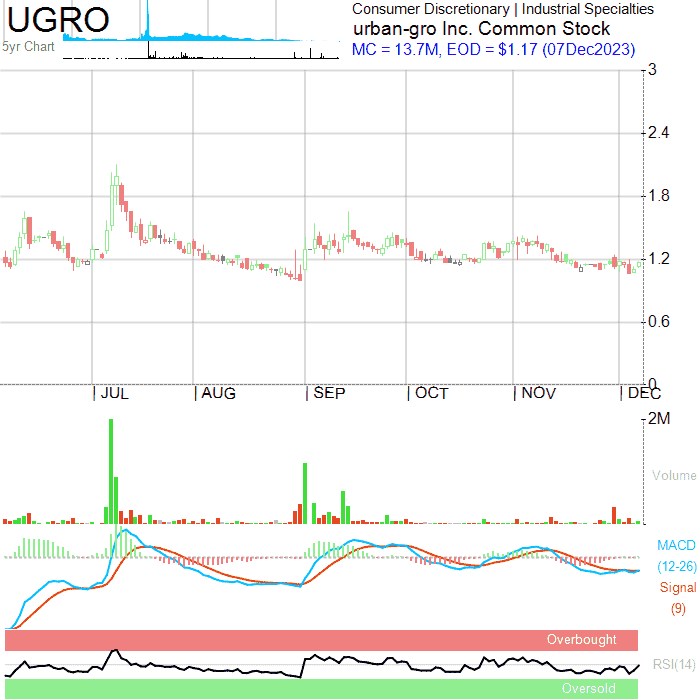 UGRO
5yr Chart
Consumer Discretionary | Industrial Specialties
urban-gro Inc. Common Stock
MC = 13.7M, EOD = $1.17 (07Dec2023)
3
2.4
1.8
1.2
0.6
0
JUL AUG SEP OCT NOV DEC
2M
Volume
MACD
(12-26)
Signal
(9)
Overbought
RSI(14)
Oversold